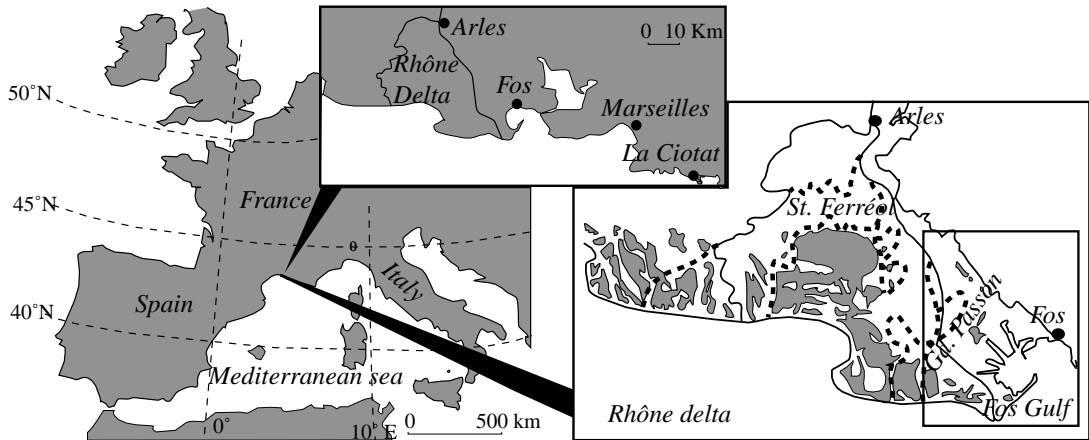 50°N
45°N
40°N
France
Spain
Italy
Mediterranean sea
0°
10° E
0
500 km
θ
Arles
0 10 Km
Rhône
Delta
Fos
Marseilles
La Ciotat
Arles
St. Ferréol
Gd. Passon
Fos
Rhône delta
Fos Gulf